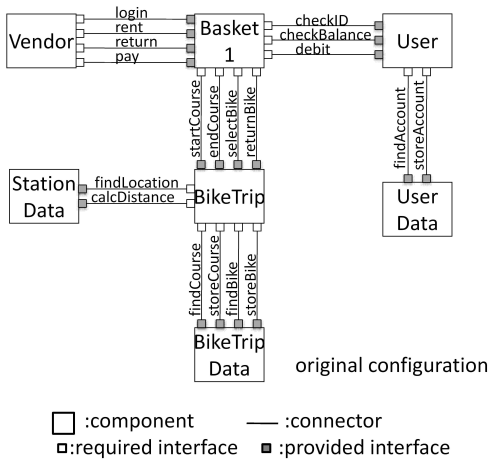 login
rent
return
pay
Vendor
Basket
1
checkID
checkBalance
debit
User
startCourse
endCourse
selectBike
returnBike
findAccount
storeAccount
Station
Data
findLocation
calcDistance
BikeTrip
User
Data
findCourse
storeCourse
findBike
storeBike
BikeTrip
Data
original configuration
:component
:connector
:required interface
:provided interface